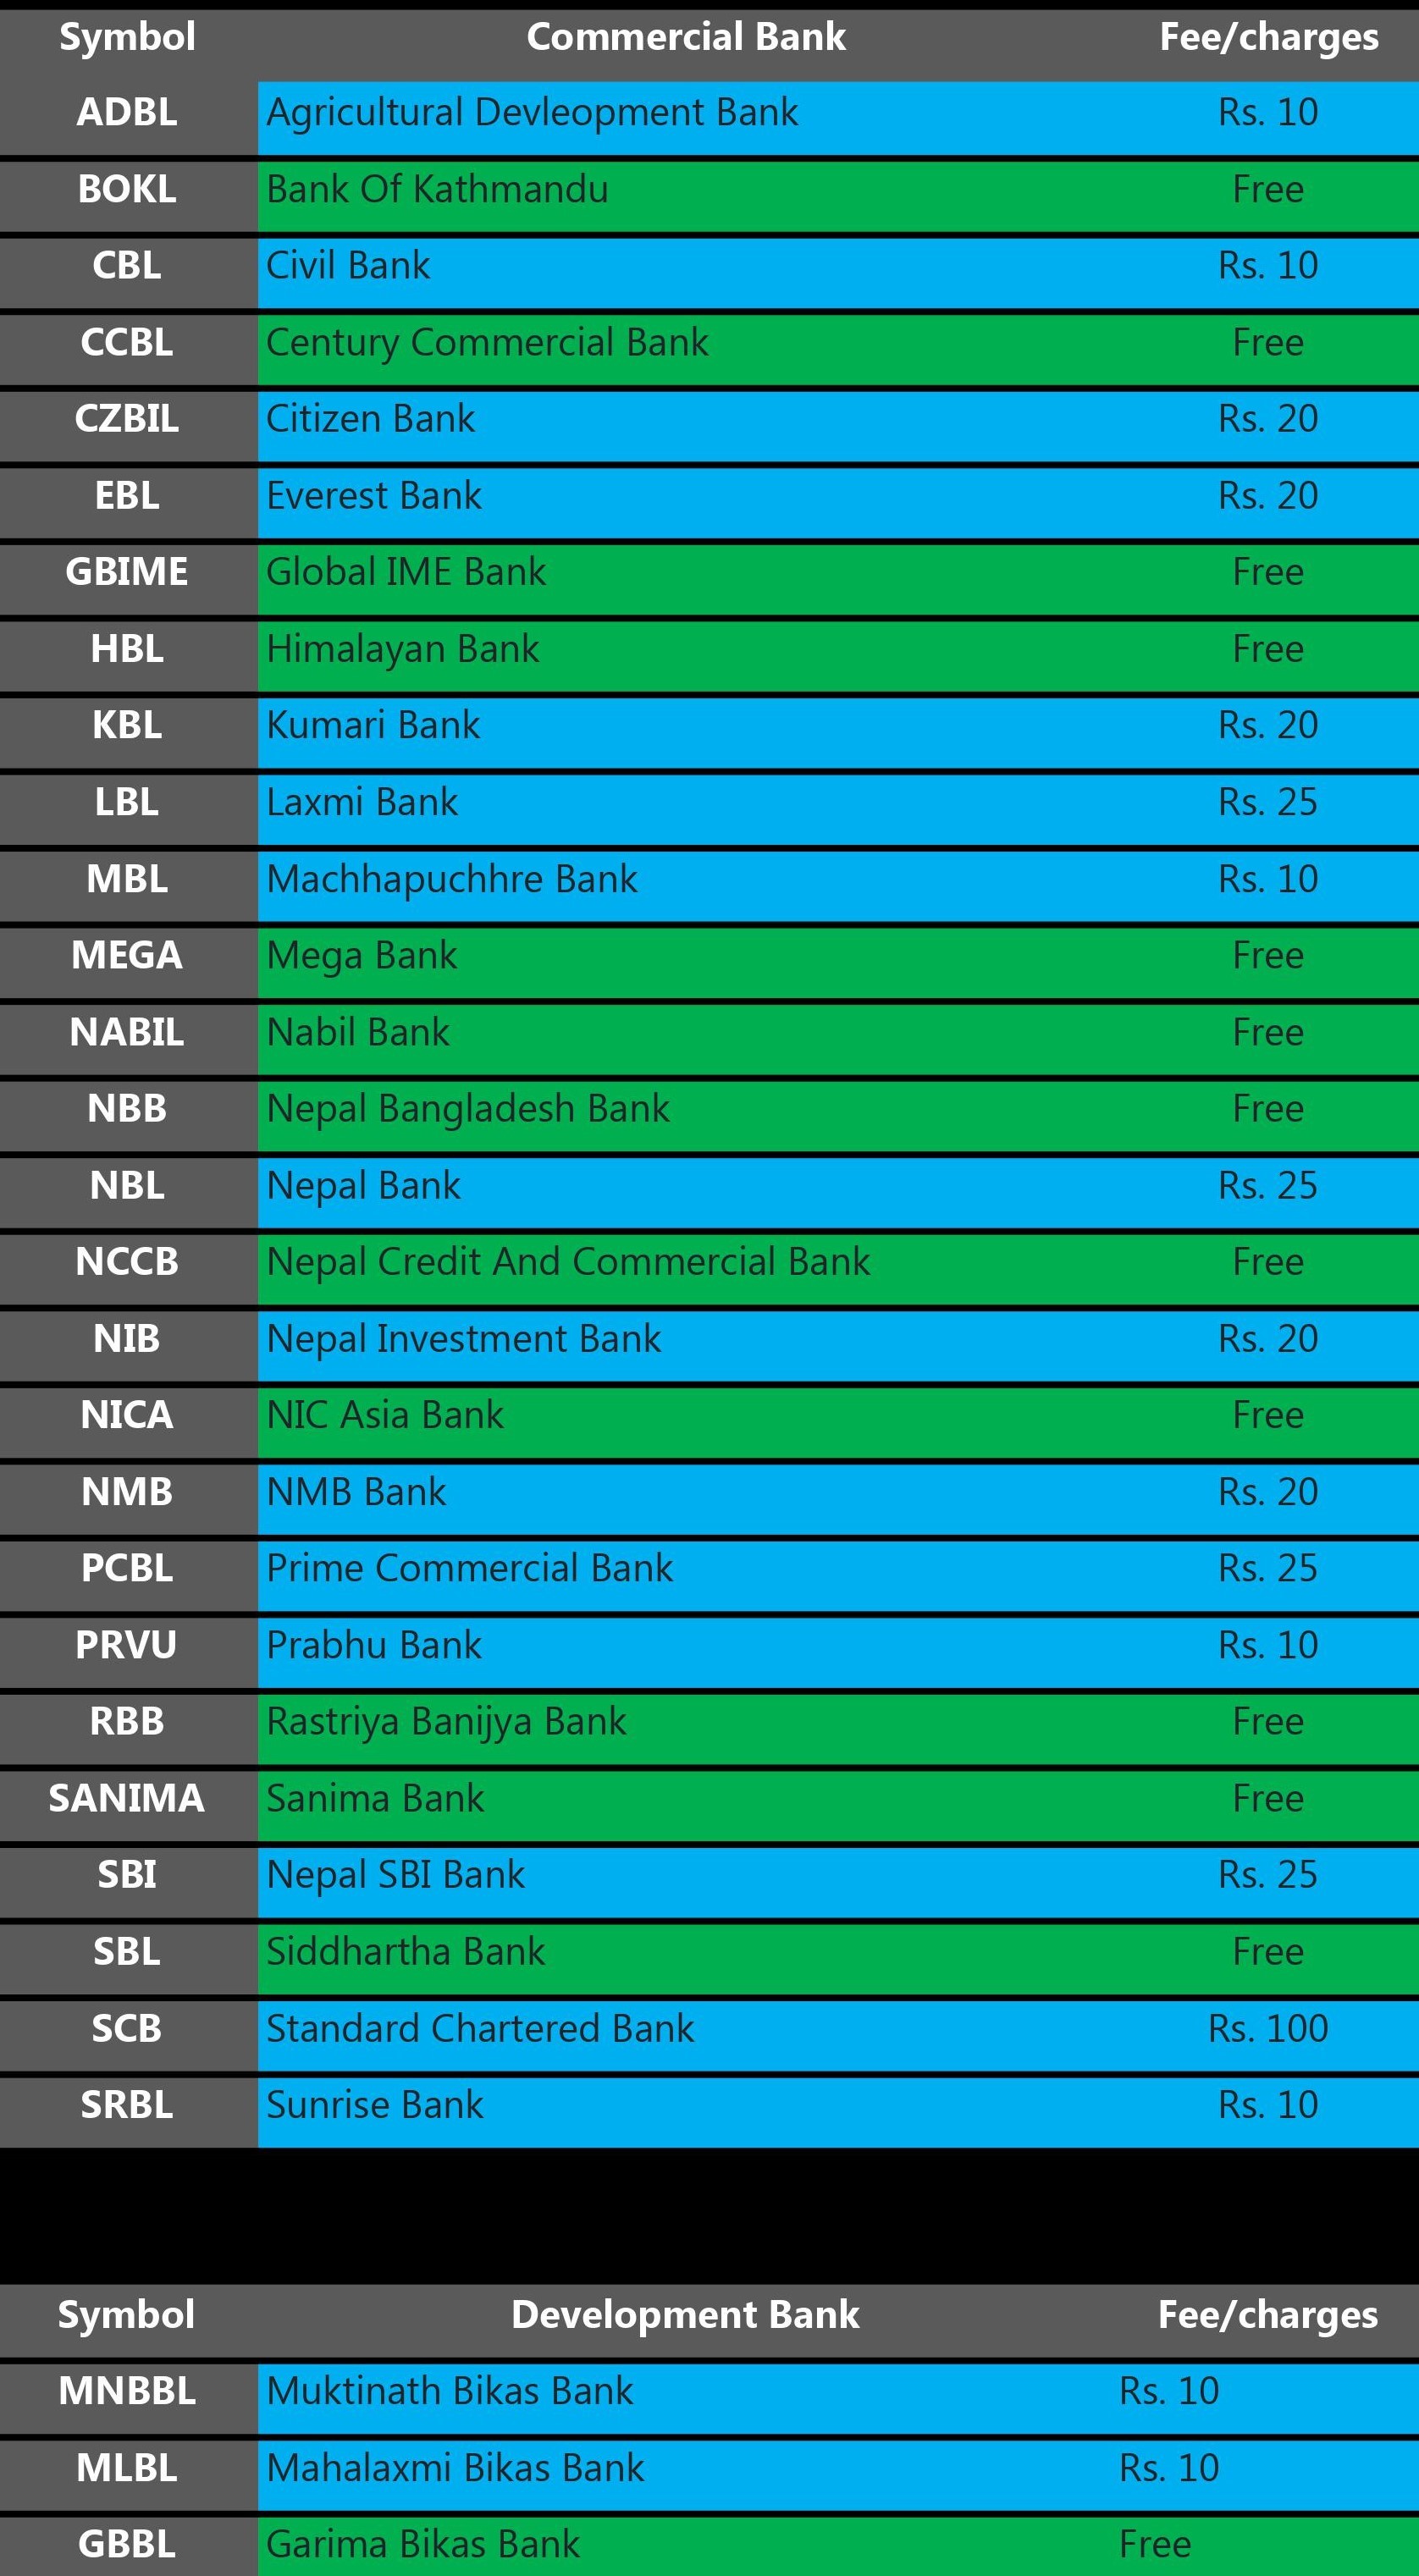 Symbol Commercial Bank Fee/charges
ADBL Agricultural Devleopment Bank Rs. 10
BOKL Bank Of Kathmandu Free
CBL Civil Bank Rs. 10
CCBL Century Commercial Bank Free
CZBIL Citizen Bank Rs. 20
EBL Everest Bank Rs. 20
GBIME Global IME Bank Free
HBL Himalayan Bank Free
KBL Kumari Bank Rs. 20
LBL Laxmi Bank Rs. 25
MBL Machhapuchhre Bank Rs. 10
MEGA Mega Bank Free
NABIL Nabil Bank Free
NBB Nepal Bangladesh Bank Free
NBL Nepal Bank Rs. 25
NCCB Nepal Credit And Commercial Bank Free
NIB Nepal Investment Bank Rs. 20
NICA NIC Asia Bank Free
NMB NMB Bank Rs. 20
PCBL Prime Commercial Bank Rs. 25
PRVU Prabhu Bank Rs. 10
RBB Rastriya Banijya Bank Free
SANIMA Sanima Bank Free
SBI Nepal SBI Bank Rs. 25
SBL Siddhartha Bank Free
SCB Standard Chartered Bank Rs. 100
SRBL Sunrise Bank Rs. 10
Symbol Development Bank Fee/charges
MNBBL Muktinath Bikas Bank Rs. 10
MLBL Mahalaxmi Bikas Bank Rs. 10
GBBL Garima Bikas Bank Free